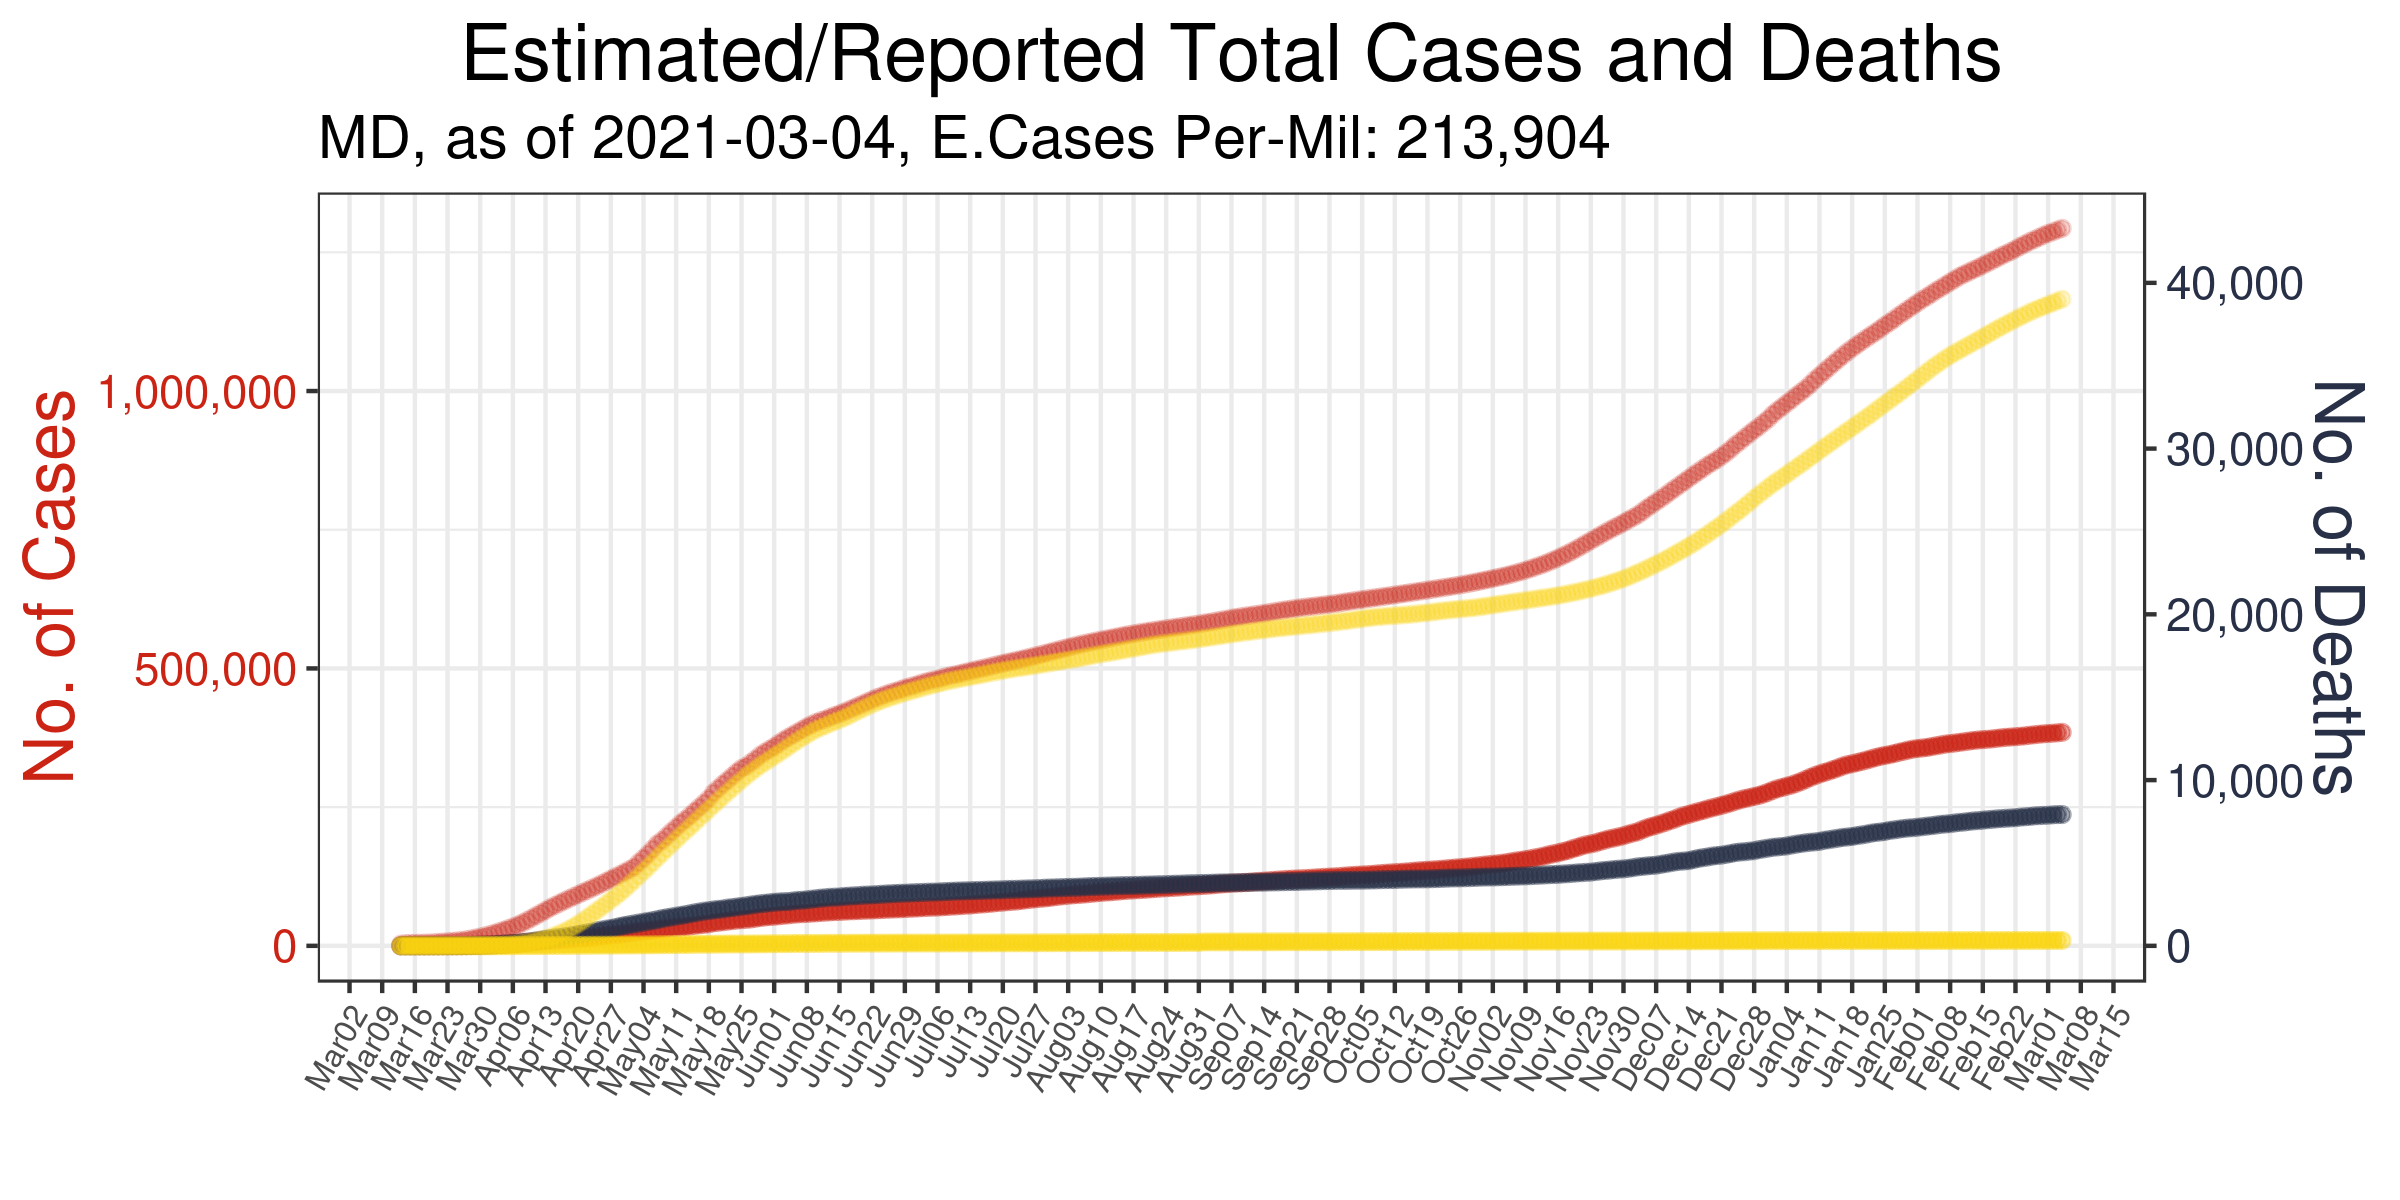 Estimated/Reported Total Cases and Deaths
MD, as of 2021-03-04, E.Cases Per-Mil: 213,904
No. of Cases
1,000,000
500,000
0
40,000
30,000
20,000
10,000
0
No. of Deaths
Mar02
Mar09
Mar16
Mar23
Mar30
Apr06
Apr13
Apr20
Apr27
May04
May11
May18
May25
Jun01
Jun08
Jun15
Jun22
Jun29
Jul06
Jul13
Jul20
Jul27
Aug03
Aug10
Aug17
Aug24
Aug31
Sep07
Sep14
Sep21
Sep28
Oct05
Oct12
Oct19
Oct26
Nov02
Nov09
Nov16
Nov23
Nov30
Dec07
Dec14
Dec21
Dec28
Jan04
Jan11
Jan18
Jan25
Feb01
Feb08
Feb15
Feb22
Mar01
Mar08
Mar15